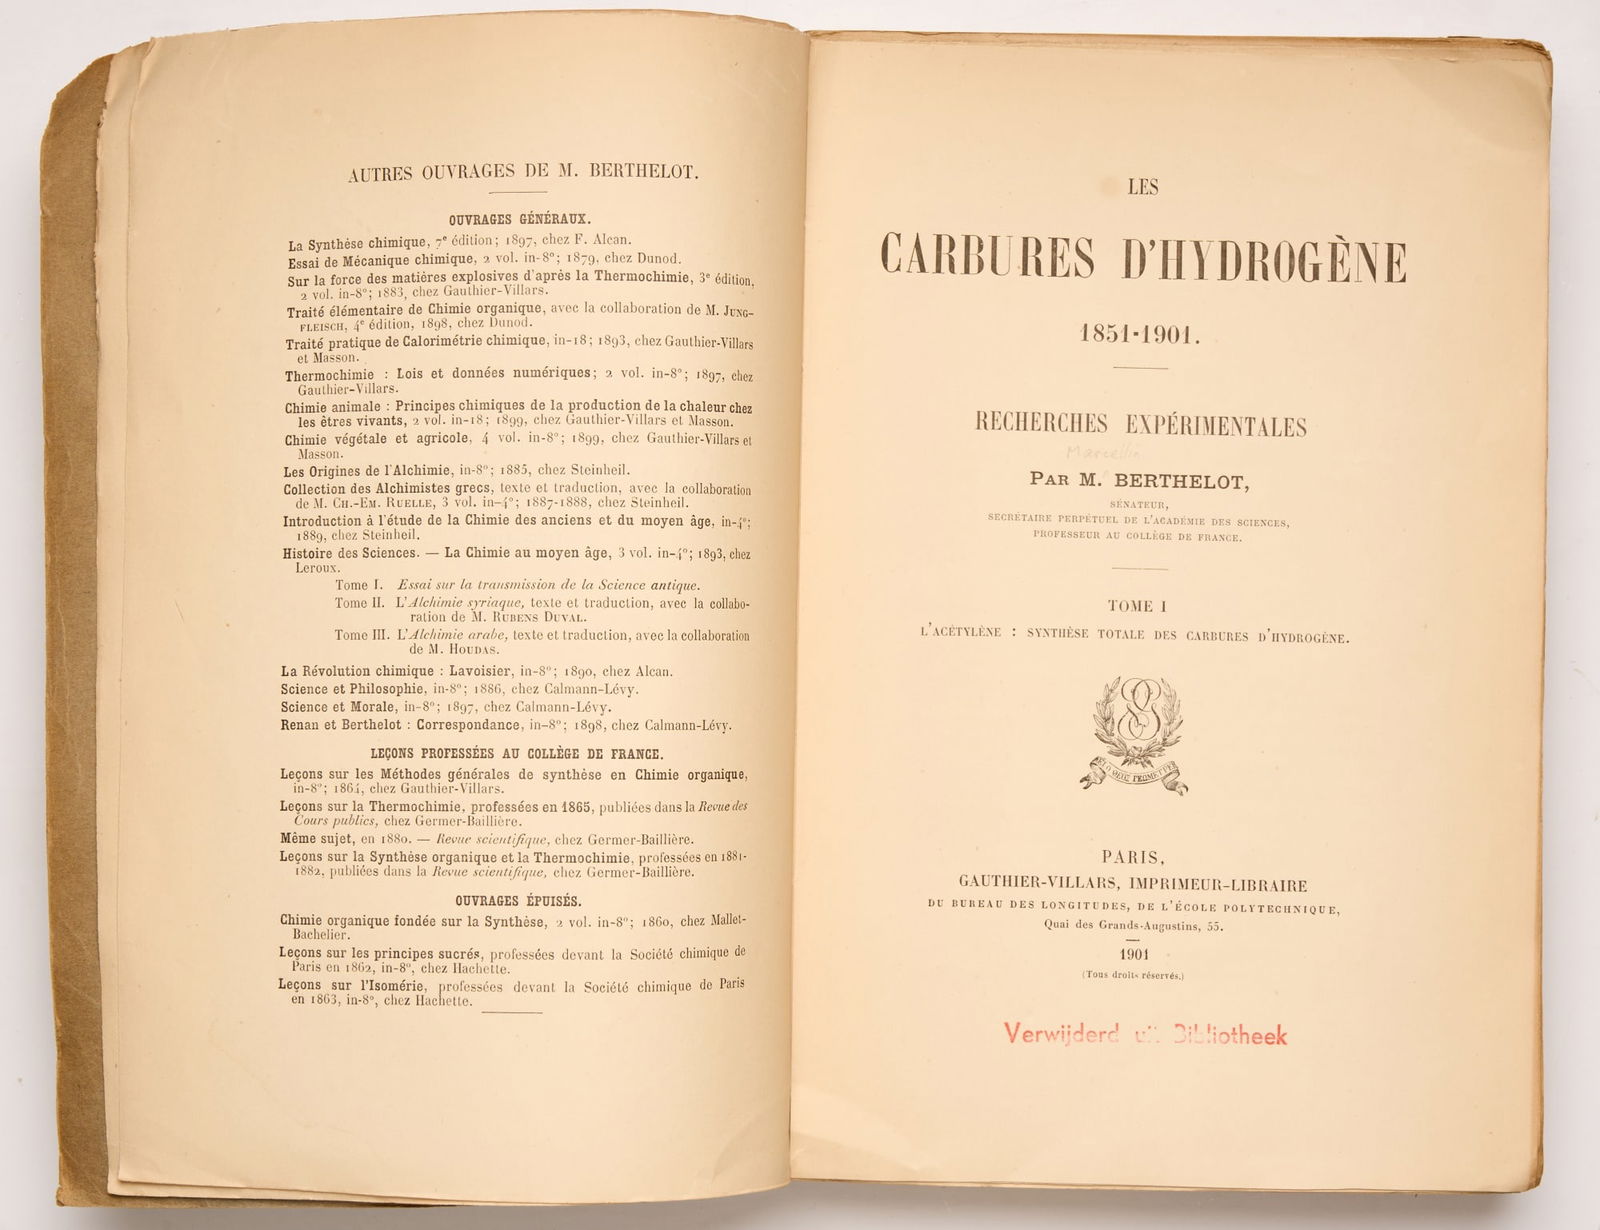 AUTRES OUVRAGES DE M. BERTHELOT.
OUVRAGES GÉNÉRAUX.
La Synthèse chimique, 7e édition; 1897, chez F. Alcan.
Essai de Mécanique chimique, 2 vol. in-8°; 1879, chez Dunod.
Sur la force des matières explosives d'après la Thermochimie, 3e édition,
2 vol. in-8°; 1883, chez Gauthier-Villars.
Traité élémentaire de Chimie organique, avec la collaboration de M. JUNG-
FLEISCH, 4e édition, 1898, chez Dunod.
Traité pratique de Calorimétrie chimique, in-18; 1893, chez Gauthier-Villars
et Masson.
Thermochimie : Lois et données numériques; 2 vol. in-8°; 1897, chez
Gauthier-Villars.
Chimie animale : Principes chimiques de la production de la chaleur chez
les êtres vivants, 2 vol. in-18; 1899, chez Gauthier-Villars et Masson.
Chimie végétale et agricole, 4 vol. in-8°; 1899, chez Gauthier-Villars et
Masson.
Les Origines de l'Alchimie, in-8°; 1885, chez Steinheil.
Collection des Alchimistes grecs, texte et traduction, avec la collaboration
de M. CH.-EM. RUELLE, 3 vol. in-4°; 1887-1888, chez Steinheil.
Introduction à l'étude de la Chimie des anciens et du moyen âge, in-4°;
1889, chez Steinheil.
Histoire des Sciences. — La Chimie au moyen âge, 3 vol. in-4°; 1893, chez
Leroux.
Tome I. Essai sur la transmission de la Science antique.
Tome II. L'Alchimie syriaque, texte et traduction, avec la collabo-
ration de M. RUBENS DUVAL.
Tome III. L'Alchimie arabe, texte et traduction, avec la collaboration
de M. HOUDAS.
La Révolution chimique : Lavoisier, in-8°; 1890, chez Alcan.
Science et Philosophie, in-8°; 1886, chez Calmann-Lévy.
Science et Morale, in-8°; 1897, chez Calmann-Lévy.
Renan et Berthelot : Correspondance, in-8°; 1898, chez Calmann-Lévy.
LEÇONS PROFESSÉES AU COLLÈGE DE FRANCE.
Leçons sur les Méthodes générales de synthèse en Chimie organique,
in-8°; 1864, chez Gauthier-Villars.
Leçons sur la Thermochimie, professées en 1865, publiées dans la Revue des
Cours publics, chez Germer-Baillière.
Même sujet, en 1880. — Revue scientifique, chez Germer-Baillière.
Leçons sur la Synthèse organique et la Thermochimie, professées en 1881-
1882, publiées dans la Revue scientifique, chez Germer-Baillière.
OUVRAGES ÉPUISÉS.
Chimie organique fondée sur la Synthèse, 2 vol. in-8°; 1860, chez Mallet-
Bachelier.
Leçons sur les principes sucrés, professées devant la Société chimique de
Paris en 1862, in-8°, chez Hachette.
Leçons sur l'Isomérie, professées devant la Société chimique de Paris
en 1863, in-8°, chez Hachette.
LES
CARBURES D'HYDROGÈNE
1851-1901.
RECHERCHES EXPÉRIMENTALES
Marcellin
PAR M. BERTHELOT,
SÉNATEUR,
SECRÉTAIRE PERPÉTUEL DE L'ACADÉMIE DES SCIENCES,
PROFESSEUR AU COLLÈGE DE FRANCE.
TOME I
L'ACÉTYLÈNE : SYNTHÈSE TOTALE DES CARBURES D'HYDROGÈNE.
PARIS,
GAUTHIER-VILLARS, IMPRIMEUR-LIBRAIRE
DU BUREAU DES LONGITUDES, DE L'ÉCOLE POLYTECHNIQUE,
Quai des Grands-Augustins, 55.
1901
(Tous droits réservés.)
Verwijderd uit Bibliotheek